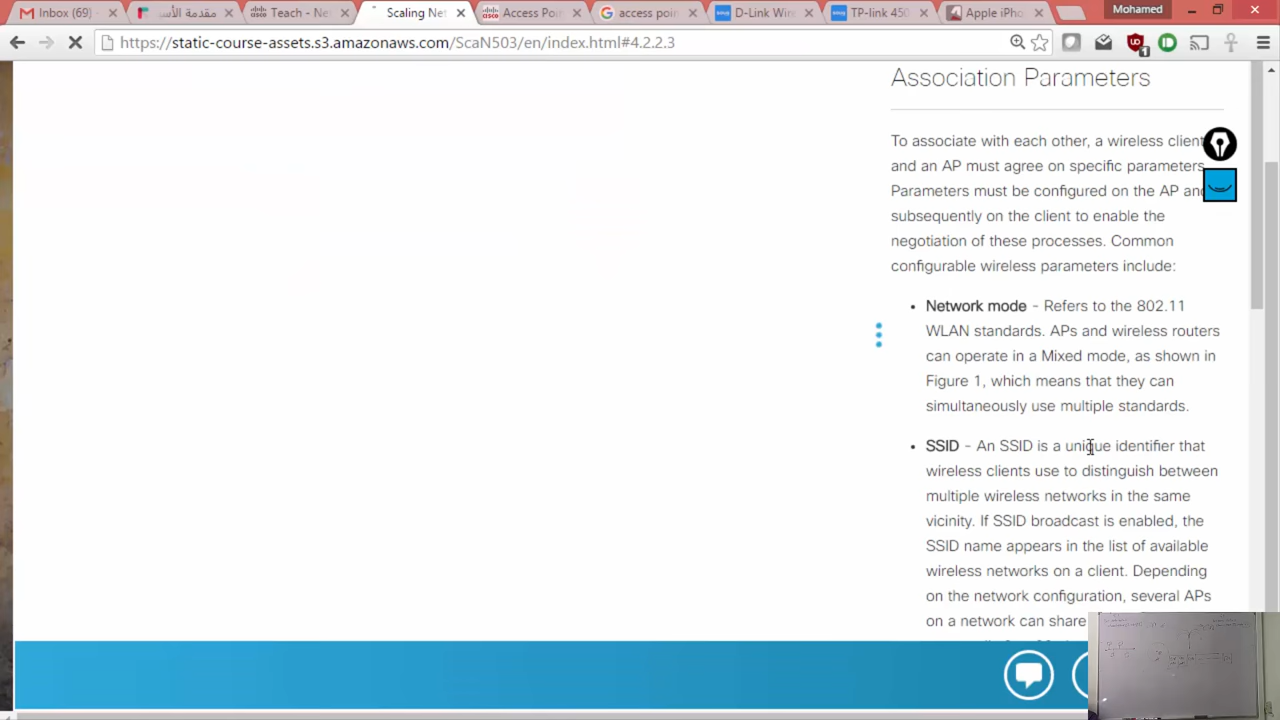 Inbox (69)
مقدمة الأسـ
Teach - Ne
Scaling Ne
Access Poi
access poin
D-Link Wir
TP-link 450
Apple iPho
Mohamed
https://static-course-assets.s3.amazonaws.com/ScaN503/en/index.html#4.2.2.3
1
Association Parameters
To associate with each other, a wireless client
and an AP must agree on specific parameters.
Parameters must be configured on the AP and
subsequently on the client to enable the
negotiation of these processes. Common
configurable wireless parameters include:
• Network mode - Refers to the 802.11
WLAN standards. APs and wireless routers
can operate in a Mixed mode, as shown in
Figure 1, which means that they can
simultaneously use multiple standards.
• SSID - An SSID is a unique identifier that
wireless clients use to distinguish between
multiple wireless networks in the same
vicinity. If SSID broadcast is enabled, the
SSID name appears in the list of available
wireless networks on a client. Depending
on the network configuration, several APs
on a network can share